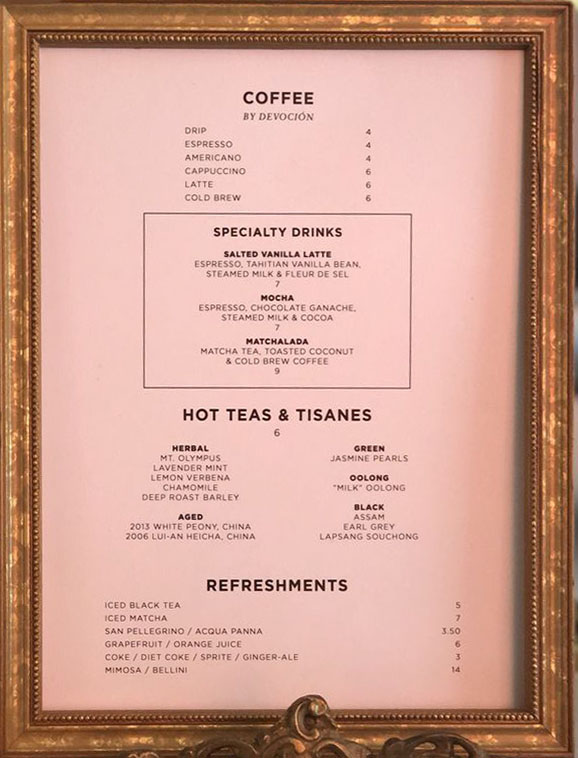 COFFEE
BY DEVOCIÓN
DRIP 4
ESPRESSO 4
AMERICANO 4
CAPPUCCINO 6
LATTE 6
COLD BREW 6
SPECIALTY DRINKS
SALTED VANILLA LATTE
ESPRESSO, TAHITIAN VANILLA BEAN,
STEAMED MILK & FLEUR DE SEL
7
MOCHA
ESPRESSO, CHOCOLATE GANACHE,
STEAMED MILK & COCOA
7
MATCHALADA
MATCHA TEA, TOASTED COCONUT
& COLD BREW COFFEE
9
HOT TEAS & TISANES
6
HERBAL
MT. OLYMPUS
LAVENDER MINT
LEMON VERBENA
CHAMOMILE
DEEP ROAST BARLEY
AGED
2013 WHITE PEONY, CHINA
2006 LUI-AN HEICHA, CHINA
GREEN
JASMINE PEARLS
OOLONG
"MILK" OOLONG
BLACK
ASSAM
EARL GREY
LAPSANG SOUCHONG
REFRESHMENTS
ICED BLACK TEA 5
ICED MATCHA 7
SAN PELLEGRINO / ACQUA PANNA 3.50
GRAPEFRUIT / ORANGE JUICE 6
COKE / DIET COKE / SPRITE / GINGER-ALE 3
MIMOSA / BELLINI 14